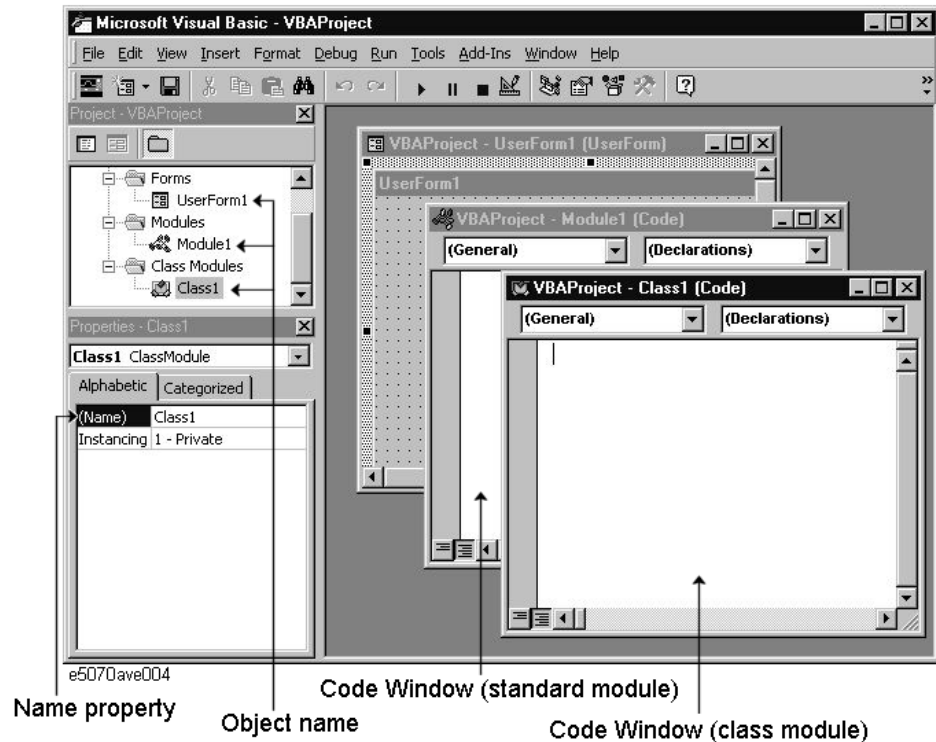 Microsoft Visual Basic - VBAProject
File Edit View Insert Format Debug Run Tools Add-Ins Window Help
Project - VBAProject
Forms
UserForm1
Modules
Module1
Class Modules
Class1
Properties - Class1
Class1 ClassModule
Alphabetic Categorized
(Name) Class1
Instancing 1 - Private
VBAProject - UserForm1 (UserForm)
UserForm1
VBAProject - Module1 (Code)
(General) (Declarations)
VBAProject - Class1 (Code)
(General) (Declarations)
e5070ave004
Name property
Object name
Code Window (standard module)
Code Window (class module)